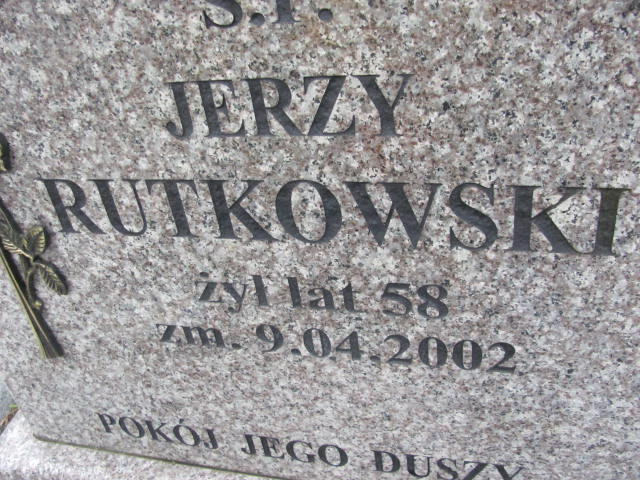 Ś.P.
JERZY
RUTKOWSKI
żył lat 58
zm. 9.04.2002
POKÓJ JEGO DUSZY